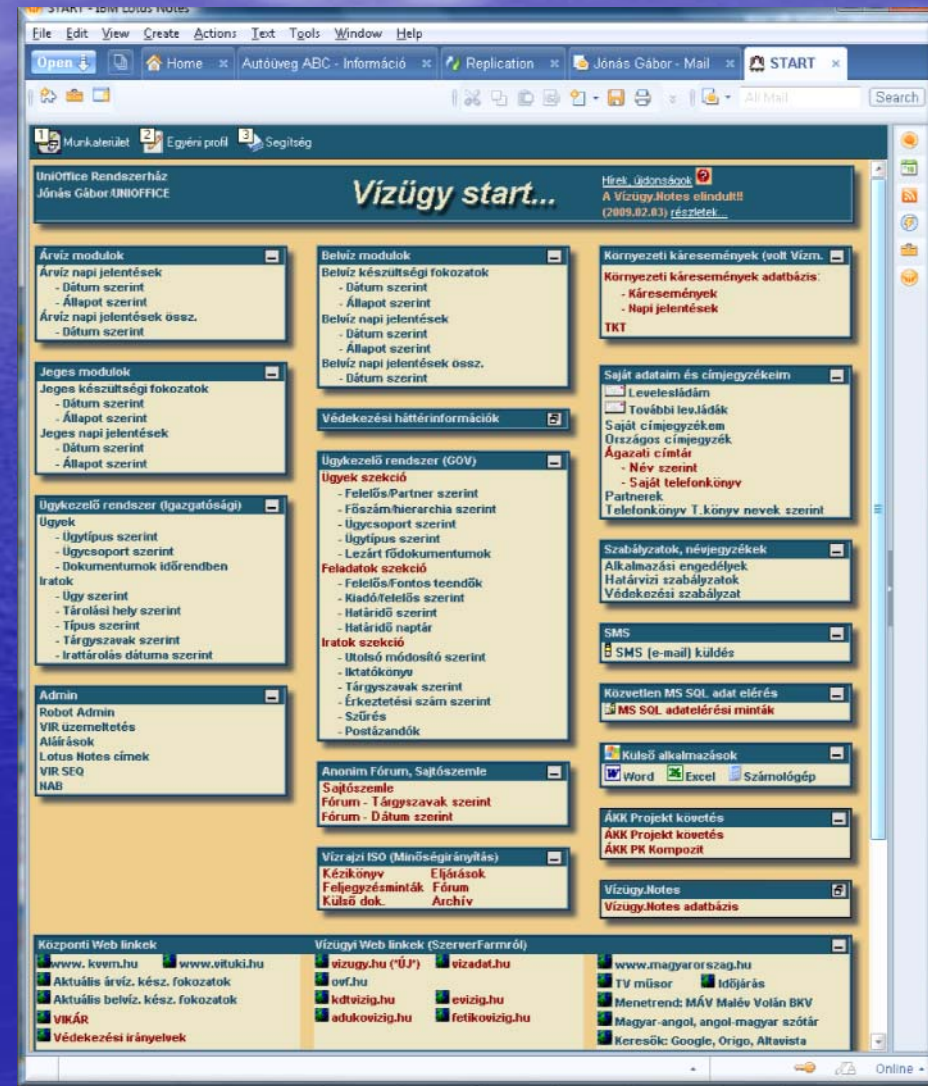 START - IBM Lotus Notes
File Edit View Create Actions Text Tools Window Help
Open Home Autóüveg ABC - Információ Replication Jónás Gábor - Mail START
All Mail Search
1 Munkaterület 2 Egyéni profil 3 Segítség
UniOffice Rendszerház
Jónás Gábor/UNIOFFICE
Vízügy start...
Hírek, újdonságok
A Vízügy.Notes elindult!!
(2009.02.03) részletek...
Árvíz modulok
Árvíz napi jelentések
- Dátum szerint
- Állapot szerint
Árvíz napi jelentések össz.
- Dátum szerint
Jeges modulok
Jeges készültségi fokozatok
- Dátum szerint
- Állapot szerint
Jeges napi jelentések
- Dátum szerint
- Állapot szerint
Ügykezelő rendszer (Igazgatósági)
Ügyek
- Ügytípus szerint
- Ügycsoport szerint
- Dokumentumok időrendben
Iratok
- Ügy szerint
- Tárolási hely szerint
- Típus szerint
- Tárgyszavak szerint
- Irattárolás dátuma szerint
Admin
Robot Admin
VIR üzemeltetés
Aláírások
Lotus Notes címek
VIR SEQ
NAB
Belvíz modulok
Belvíz készültségi fokozatok
- Dátum szerint
- Állapot szerint
Belvíz napi jelentések
- Dátum szerint
- Állapot szerint
Belvíz napi jelentések össz.
- Dátum szerint
Védekezési háttérinformációk
Ügykezelő rendszer (GOV)
Ügyek szekció
- Felelős/Partner szerint
- Főszám/hierarchia szerint
- Ügycsoport szerint
- Ügytípus szerint
- Lezárt fődokumentumok
Feladatok szekció
- Felelős/Fontos teendők
- Kiadó/felelős szerint
- Határidő szerint
- Határidő naptár
Iratok szekció
- Utolsó módosító szerint
- Iktatókönyv
- Tárgyszavak szerint
- Érkeztetési szám szerint
- Szűrés
- Postázandók
Anonim Fórum, Sajtószemle
Sajtószemle
Fórum - Tárgyszavak szerint
Fórum - Dátum szerint
Vízrajzi ISO (Minőségirányítás)
Kézikönyv Eljárások
Feljegyzésminták Fórum
Külső dok. Archív
Környezeti káresemények (volt Vízm.
Környezeti káresemények adatbázis:
- Káresemények
- Napi jelentések
TKT
Saját adataim és címjegyzékeim
Levelesládám
További lev.ládák
Saját címjegyzékem
Országos címjegyzék
Ágazati címtár
- Név szerint
- Saját telefonkönyv
Partnerek
Telefonkönyv T.könyv nevek szerint
Szabályzatok, névjegyzékek
Alkalmazási engedélyek
Határvízi szabályzatok
Védekezési szabályzat
SMS
SMS (e-mail) küldés
Közvetlen MS SQL adat elérés
MS SQL adatelérési minták
Külső alkalmazások
Word Excel Számológép
ÁKK Projekt követés
ÁKK Projekt követés
ÁKK PK Kompozit
Vízügy.Notes
Vízügy.Notes adatbázis
Központi Web linkek
www.kvvm.hu www.vituki.hu
Aktuális árvíz. kész. fokozatok
Aktuális belvíz. kész. fokozatok
VIKÁR
Védekezési irányelvek
Vízügyi Web linkek (SzerverFarmról)
vizugy.hu ("ÚJ") vizadat.hu
ovf.hu
kdtvizig.hu evizig.hu
adukovizig.hu fetikovizig.hu
www.magyarorszag.hu
TV műsor Időjárás
Menetrend: MÁV Malév Volán BKV
Magyar-angol, angol-magyar szótár
Keresők: Google, Origo, Altavista
Online